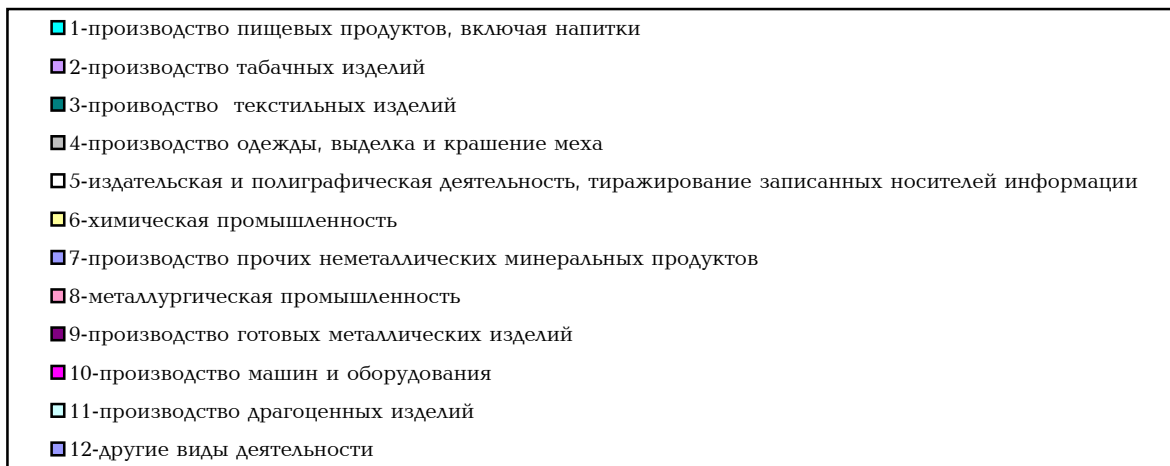 1-производство пищевых продуктов, включая напитки
2-производство табачных изделий
3-проиводство текстильных изделий
4-производство одежды, выделка и крашение меха
5-издательская и полиграфическая деятельность, тиражирование записанных носителей информации
6-химическая промышленность
7-производство прочих неметаллических минеральных продуктов
8-металлургическая промышленность
9-производство готовых металлических изделий
10-производство машин и оборудования
11-производство драгоценных изделий
12-другие виды деятельности